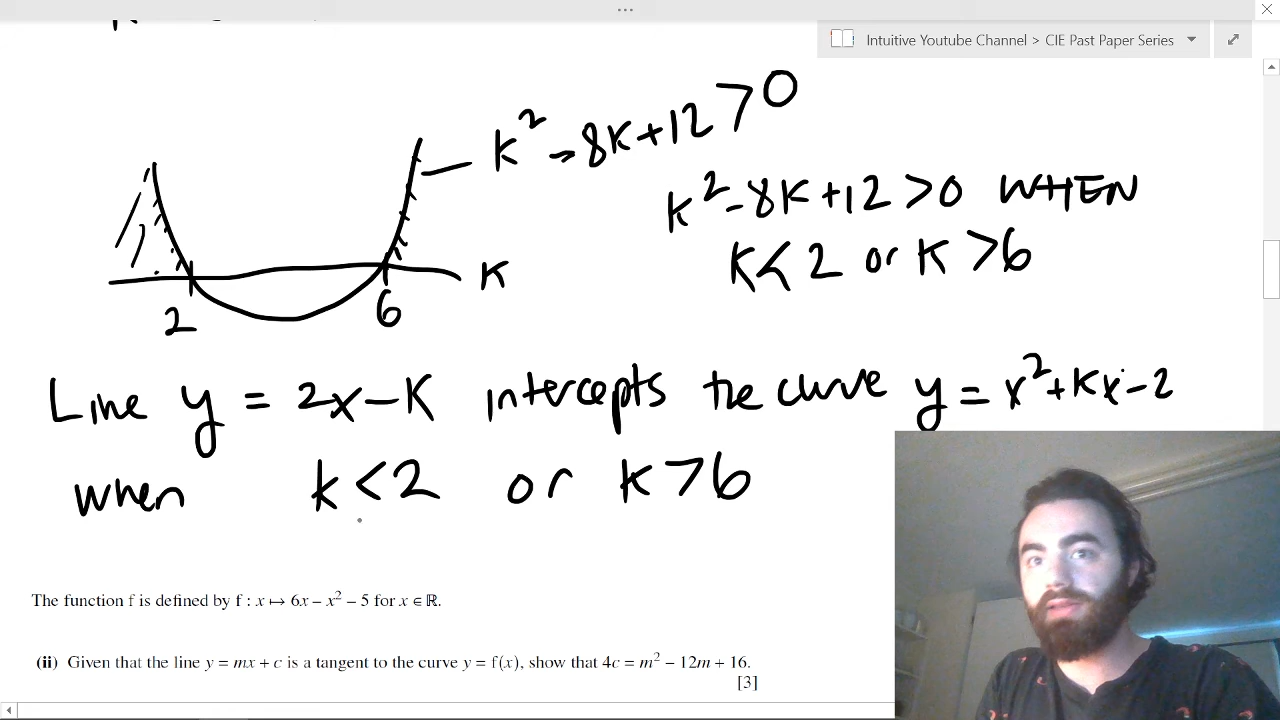 Intuitive Youtube Channel > CIE Past Paper Series
K² - 8K + 12 > 0
K² - 8K + 12 > 0 WHEN
K < 2 or K > 6
K
2
6
Line y = 2x - K intercepts the curve y = x² + Kx - 2
when K < 2 or K > 6
The function f is defined by f : x ↦ 6x − x² − 5 for x ∈ ℝ.
(ii) Given that the line y = mx + c is a tangent to the curve y = f(x), show that 4c = m² − 12m + 16.
[3]